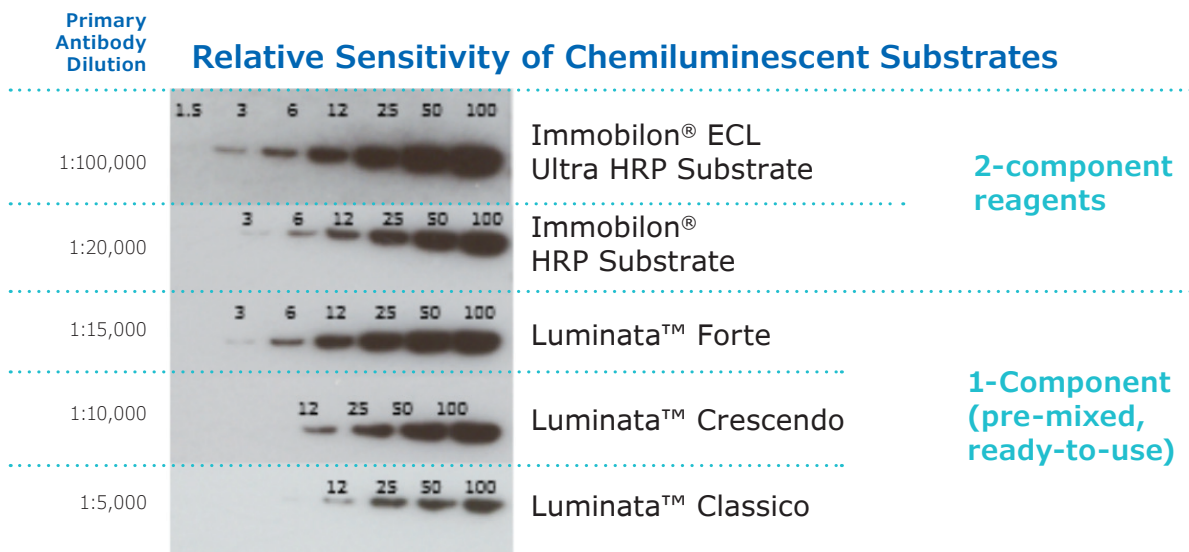 Primary
Antibody
Dilution
Relative Sensitivity of Chemiluminescent Substrates
1.5 3 6 12 25 50 100
1:100,000
Immobilon® ECL
Ultra HRP Substrate
2-component
reagents
3 6 12 25 50 100
1:20,000
Immobilon®
HRP Substrate
3 6 12 25 50 100
1:15,000
Luminata™ Forte
1-Component
(pre-mixed,
ready-to-use)
12 25 50 100
1:10,000
Luminata™ Crescendo
12 25 50 100
1:5,000
Luminata™ Classico